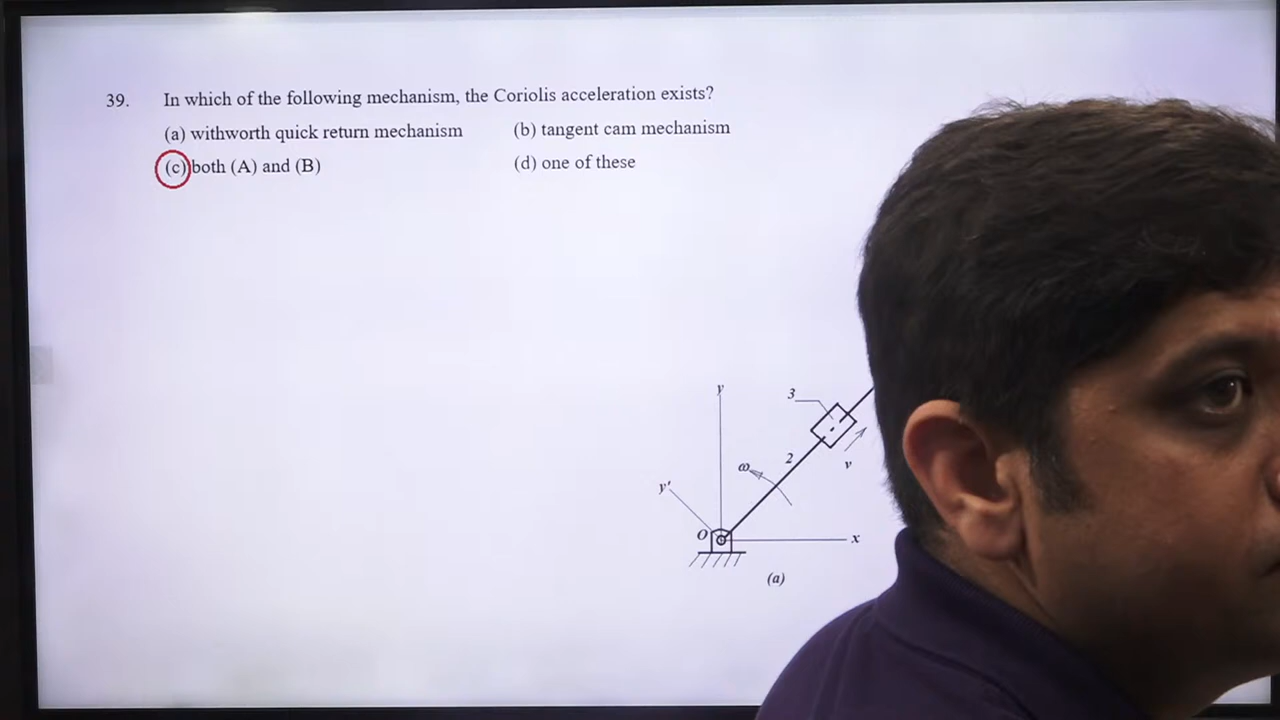 39. In which of the following mechanism, the Coriolis acceleration exists?
(a) withworth quick return mechanism (b) tangent cam mechanism
(c) both (A) and (B) (d) one of these
y
3
2
v
ω
y'
O
x
(a)